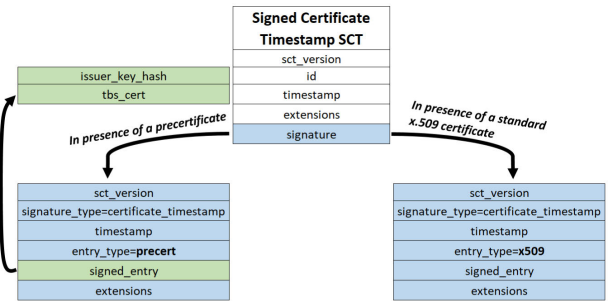 Signed Certificate
Timestamp SCT
sct_version
id
timestamp
extensions
signature
issuer_key_hash
tbs_cert
In presence of a precertificate
In presence of a standard
x.509 certificate
sct_version
signature_type=certificate_timestamp
timestamp
entry_type=precert
signed_entry
extensions
sct_version
signature_type=certificate_timestamp
timestamp
entry_type=x509
signed_entry
extensions